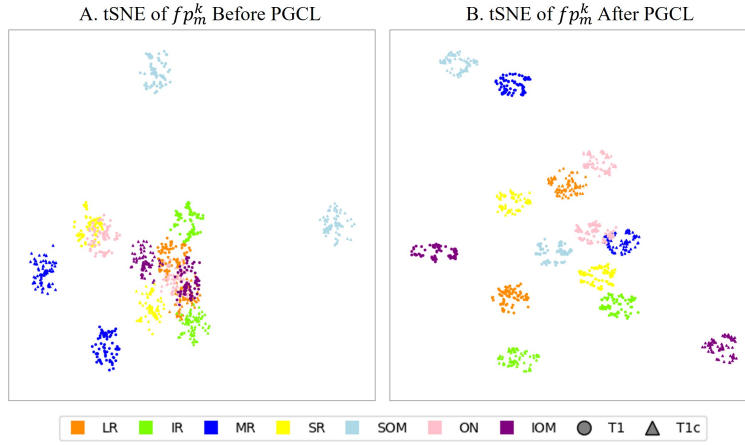 A. tSNE of $fp_m^k$ Before PGCL
B. tSNE of $fp_m^k$ After PGCL
LR IR MR SR SOM ON IOM T1 T1c